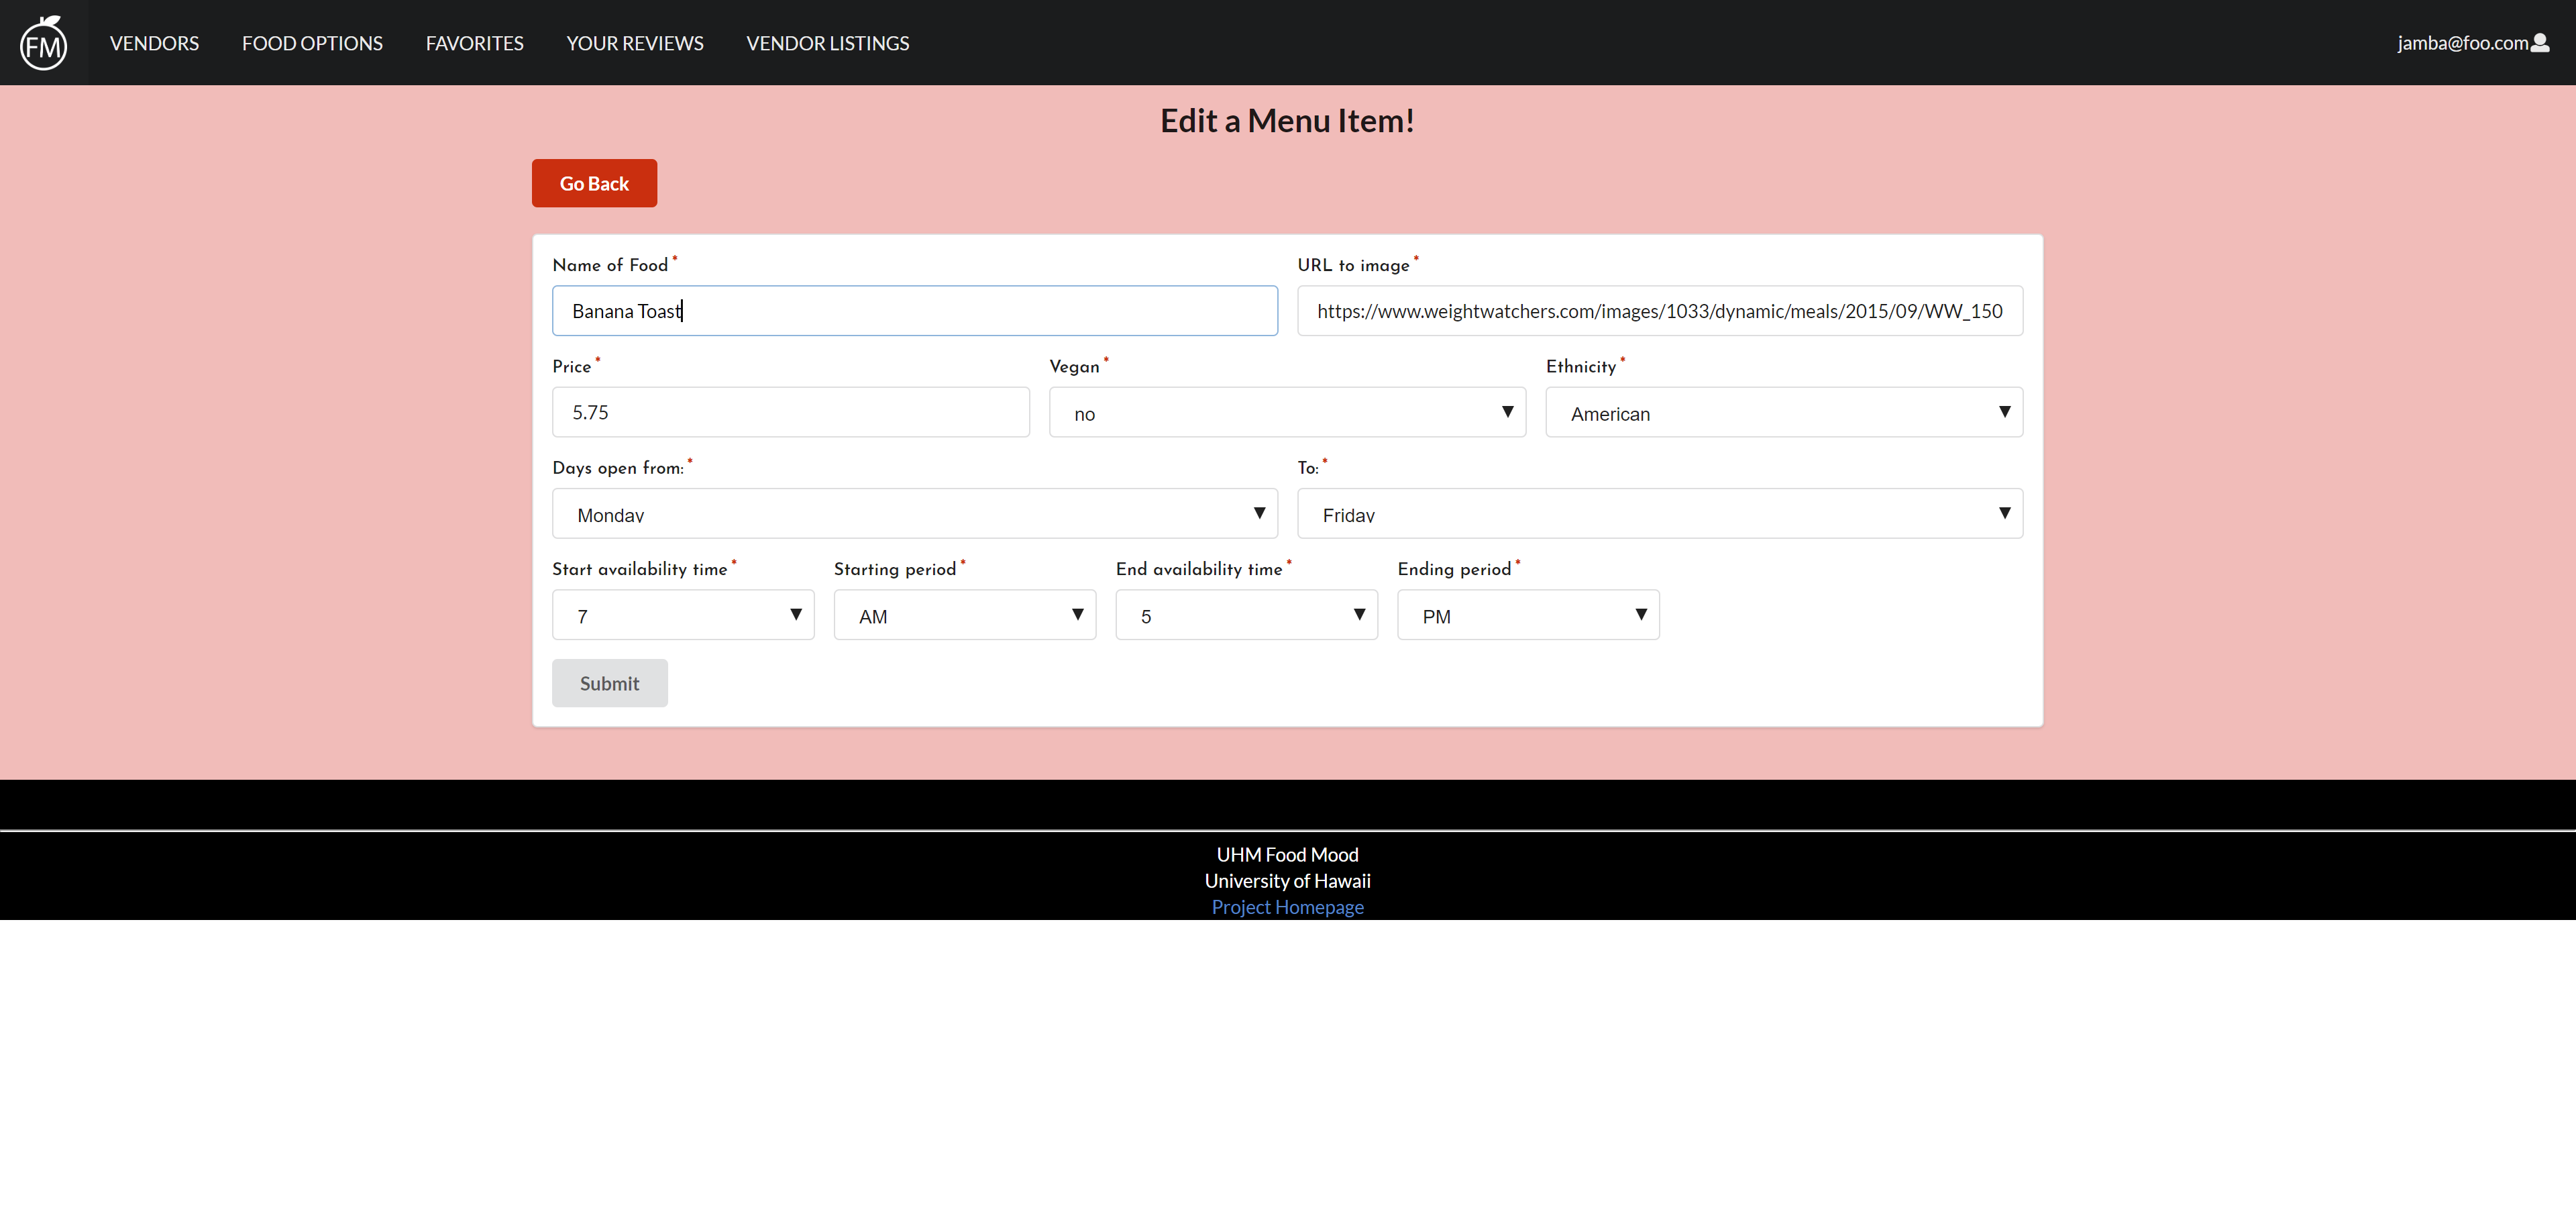 FM VENDORS FOOD OPTIONS FAVORITES YOUR REVIEWS VENDOR LISTINGS jamba@foo.com
Edit a Menu Item!
Go Back
Name of Food * URL to image *
Banana Toast https://www.weightwatchers.com/images/1033/dynamic/meals/2015/09/WW_150
Price * Vegan * Ethnicity *
5.75 no American
Days open from: * To: *
Monday Friday
Start availability time * Starting period * End availability time * Ending period *
7 AM 5 PM
Submit
UHM Food Mood
University of Hawaii
Project Homepage